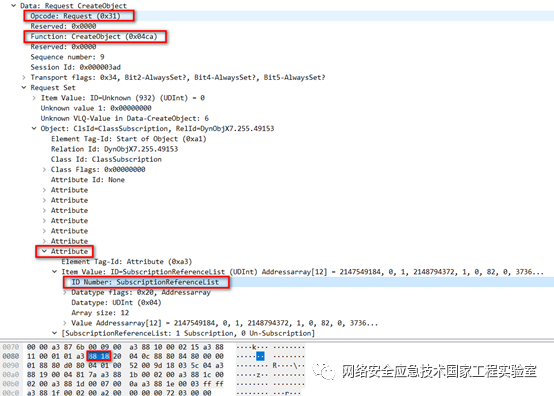 Data: Request CreateObject
Opcode: Request (0x31)
Reserved: 0x0000
Function: CreateObject (0x04ca)
Reserved: 0x0000
Sequence number: 9
Session Id: 0x000003ad
Transport flags: 0x34, Bit2-AlwaysSet?, Bit4-AlwaysSet?, Bit5-AlwaysSet?
Request Set
Item Value: ID=Unknown (932) (UDInt) = 0
Unknown value 1: 0x00000000
Unknown VLQ-Value in Data-CreateObject: 6
Object: ClsId=ClassSubscription, RelId=DynObjX7.255.49153
Element Tag-Id: Start of Object (0xa1)
Relation Id: DynObjX7.255.49153
Class Id: ClassSubscription
Class Flags: 0x00000000
Attribute Id: None
Attribute
Attribute
Attribute
Attribute
Attribute
Attribute
Element Tag-Id: Attribute (0xa3)
Item Value: ID=SubscriptionReferenceList (UDInt) Addressarray[12] = 2147549184, 0, 1, 2148794372, 1, 0, 82, 0, 3736...
ID Number: SubscriptionReferenceList
Datatype flags: 0x20, Addressarray
Datatype: UDInt (0x04)
Array size: 12
Value Addressarray[12] = 2147549184, 0, 1, 2148794372, 1, 0, 82, 0, 3736...
[SubscriptionReferenceList: 1 Subscription, 0 Un-Subscription]
0070 00 00 a3 87 6b 00 09 00 a3 88 10 00 02 15 a3 88 ····k···
0080 11 00 01 01 a3 88 18 20 04 0c 88 80 84 80 00 00
0090 01 88 80 d0 80 04 01 00 52 00 9d 18 03 5c 04 a3
88 19 00 04 81 7a a3 88 1b 00 02 00 a3 88 1c 00
02 00 a3 88 1d 00 07 00 0a a3 88 1e 00 03 ff ff
a3 88 1f 00 02 00 a2 00 00 00 00 00 72 03 00 00
网络安全应急技术国家工程实验室